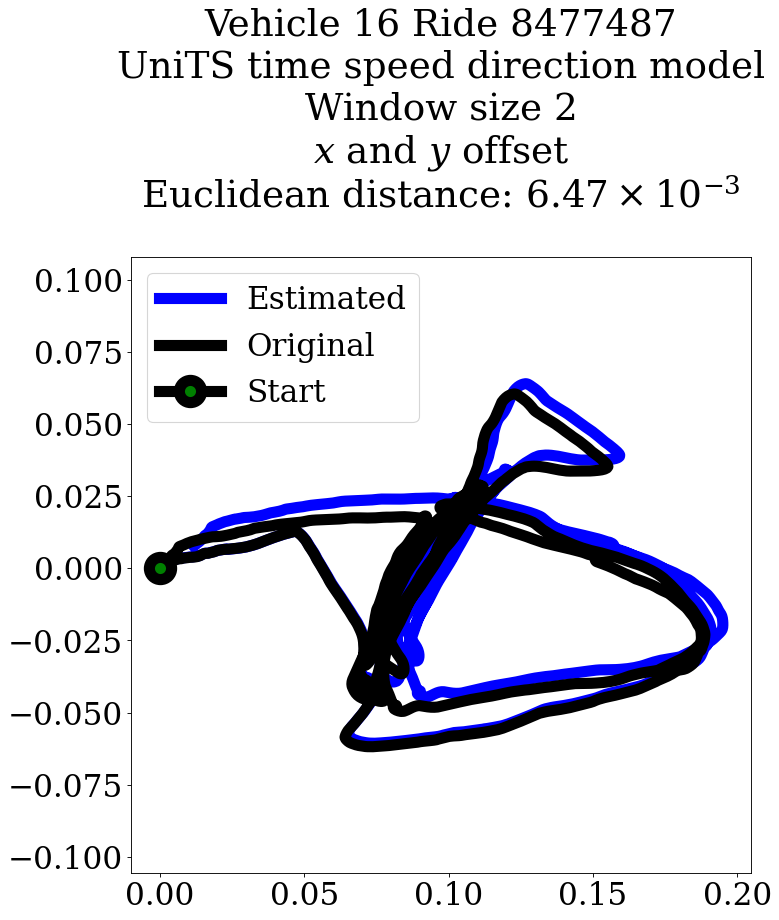 Vehicle 16 Ride 8477487
UniTS time speed direction model
Window size 2
x and y offset
Euclidean distance: 6.47 × 10⁻³
Estimated
Original
Start
0.100
0.075
0.050
0.025
0.000
−0.025
−0.050
−0.075
−0.100
0.00 0.05 0.10 0.15 0.20